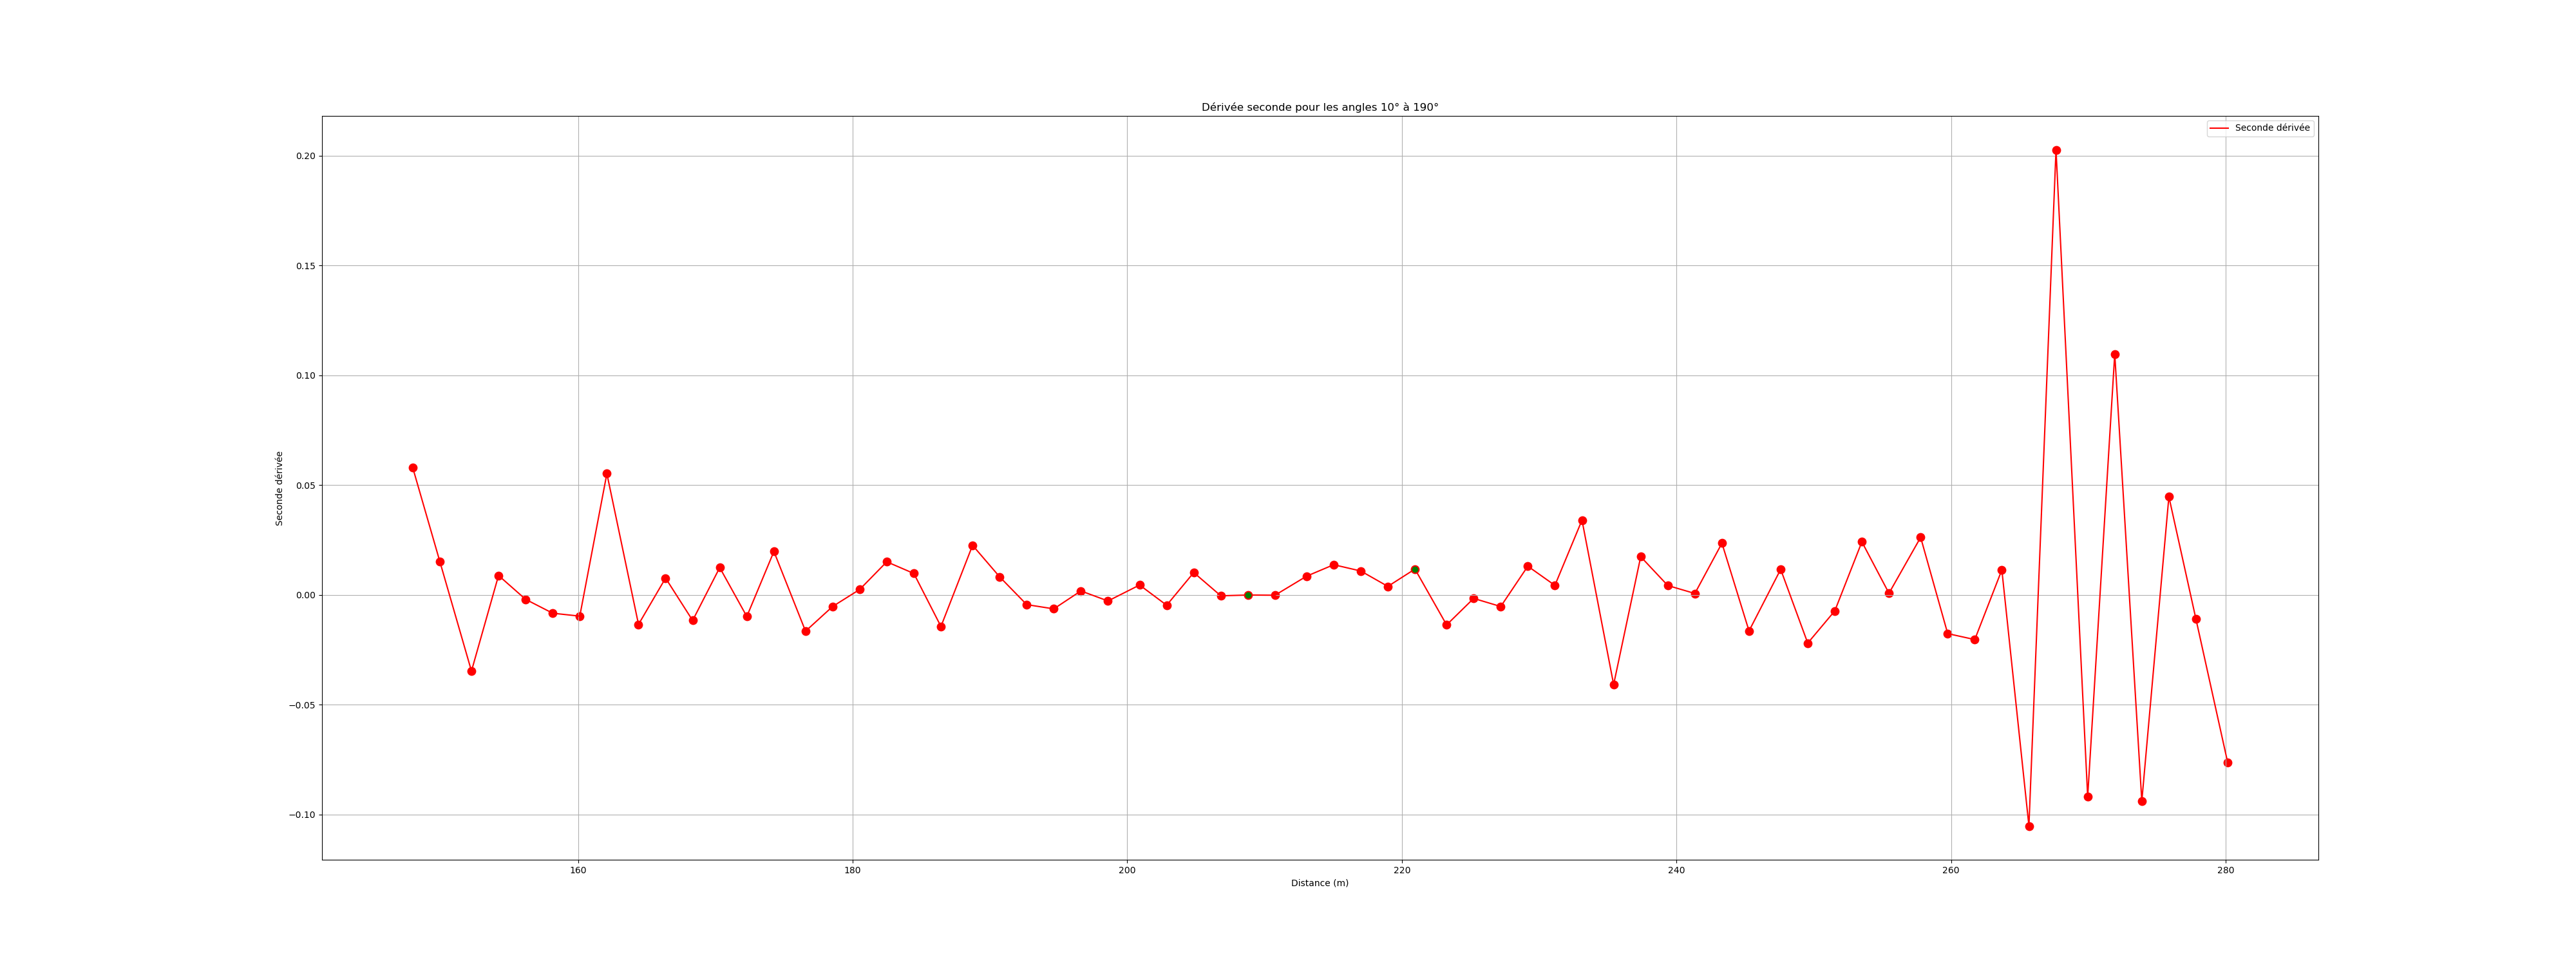 Dérivée seconde pour les angles 10° à 190°
Seconde dérivée
0.20
0.15
0.10
0.05
0.00
−0.05
−0.10
Seconde dérivée
160 180 200 220 240 260 280
Distance (m)